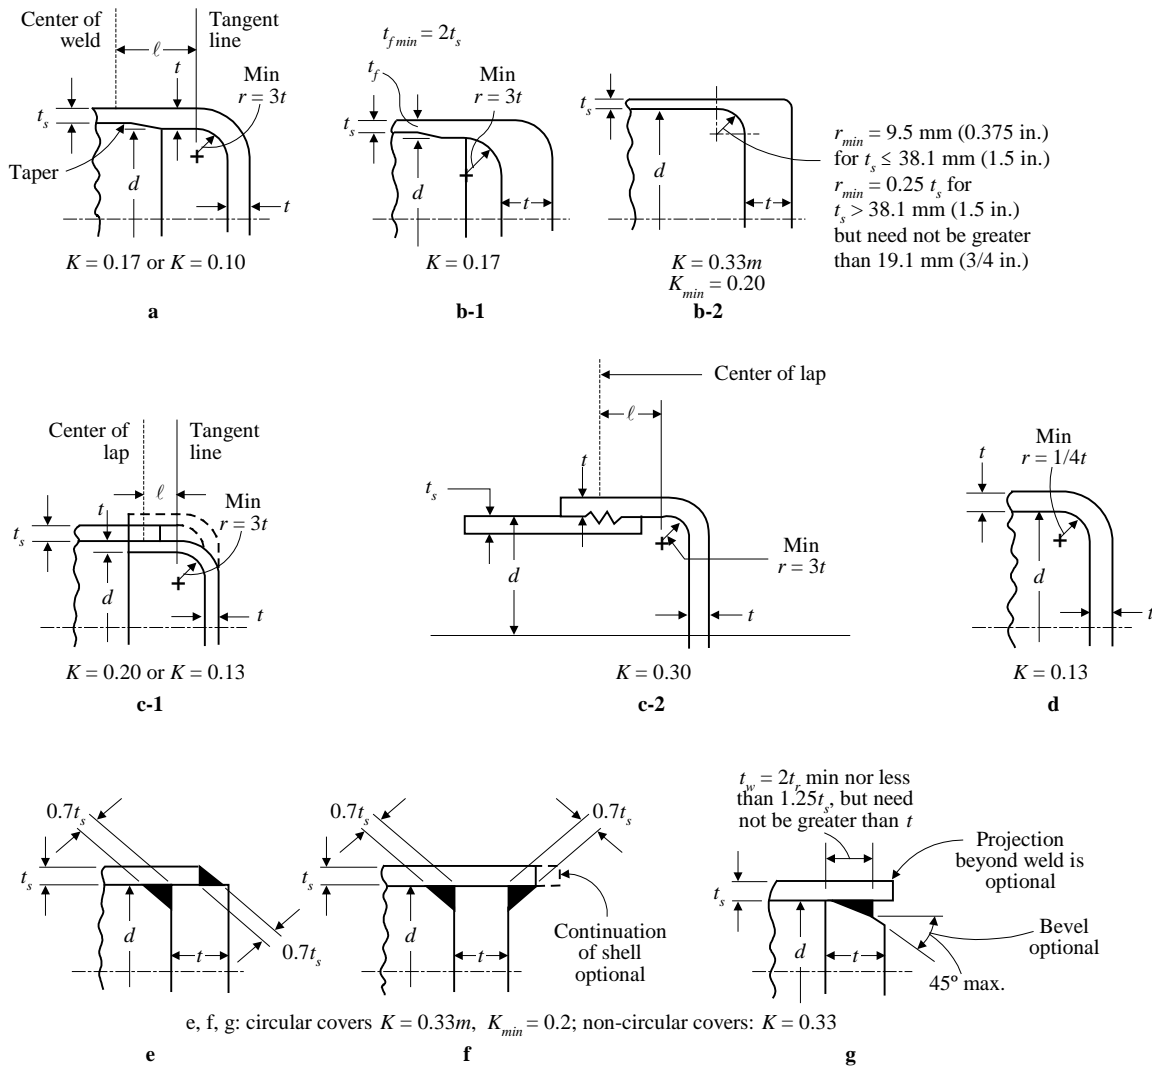 Center of
weld
Tangent
line
ℓ
t
Min
r = 3t
t_s
Taper
d
t
K = 0.17 or K = 0.10
a
t_f min = 2t_s
t_f
Min
r = 3t
t_s
d
t
K = 0.17
b-1
t_s
d
t
r_min = 9.5 mm (0.375 in.)
for t_s ≤ 38.1 mm (1.5 in.)
r_min = 0.25 t_s for
t_s > 38.1 mm (1.5 in.)
but need not be greater
than 19.1 mm (3/4 in.)
K = 0.33m
K_min = 0.20
b-2
Center of
lap
Tangent
line
ℓ
t
Min
r = 3t
t_s
d
t
K = 0.20 or K = 0.13
c-1
Center of lap
ℓ
t
t_s
d
Min
r = 3t
t
K = 0.30
c-2
Min
r = 1/4t
t
d
t
K = 0.13
d
0.7t_s
t_s
d
t
0.7t_s
e
0.7t_s
0.7t_s
t_s
d
t
Continuation
of shell
optional
f
t_w = 2t_r min nor less
than 1.25t_s, but need
not be greater than t
Projection
beyond weld is
optional
t_s
d
t
Bevel
optional
45º max.
e, f, g: circular covers K = 0.33m, K_min = 0.2; non-circular covers: K = 0.33
g